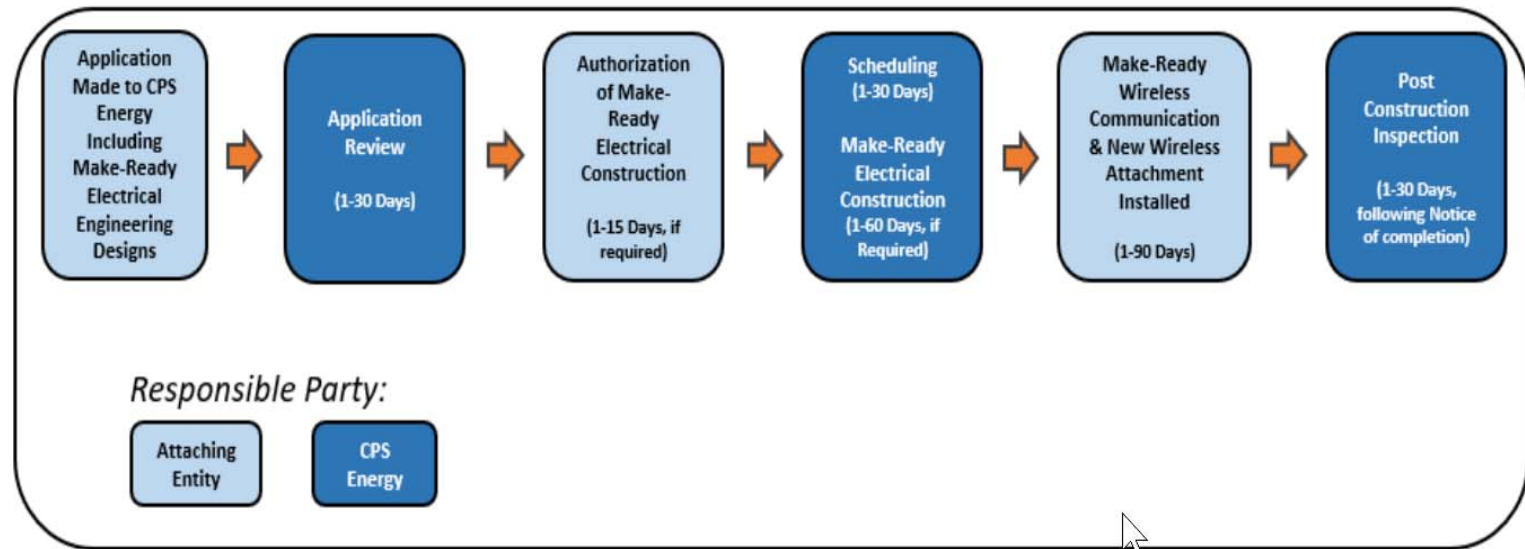 Application
Made to CPS
Energy
Including
Make-Ready
Electrical
Engineering
Designs
Application
Review
(1-30 Days)
Authorization
of Make-
Ready
Electrical
Construction
(1-15 Days, if
required)
Scheduling
(1-30 Days)
Make-Ready
Electrical
Construction
(1-60 Days, if
Required)
Make-Ready
Wireless
Communication
& New Wireless
Attachment
Installed
(1-90 Days)
Post
Construction
Inspection
(1-30 Days,
following Notice
of completion)
Responsible Party:
Attaching
Entity
CPS
Energy